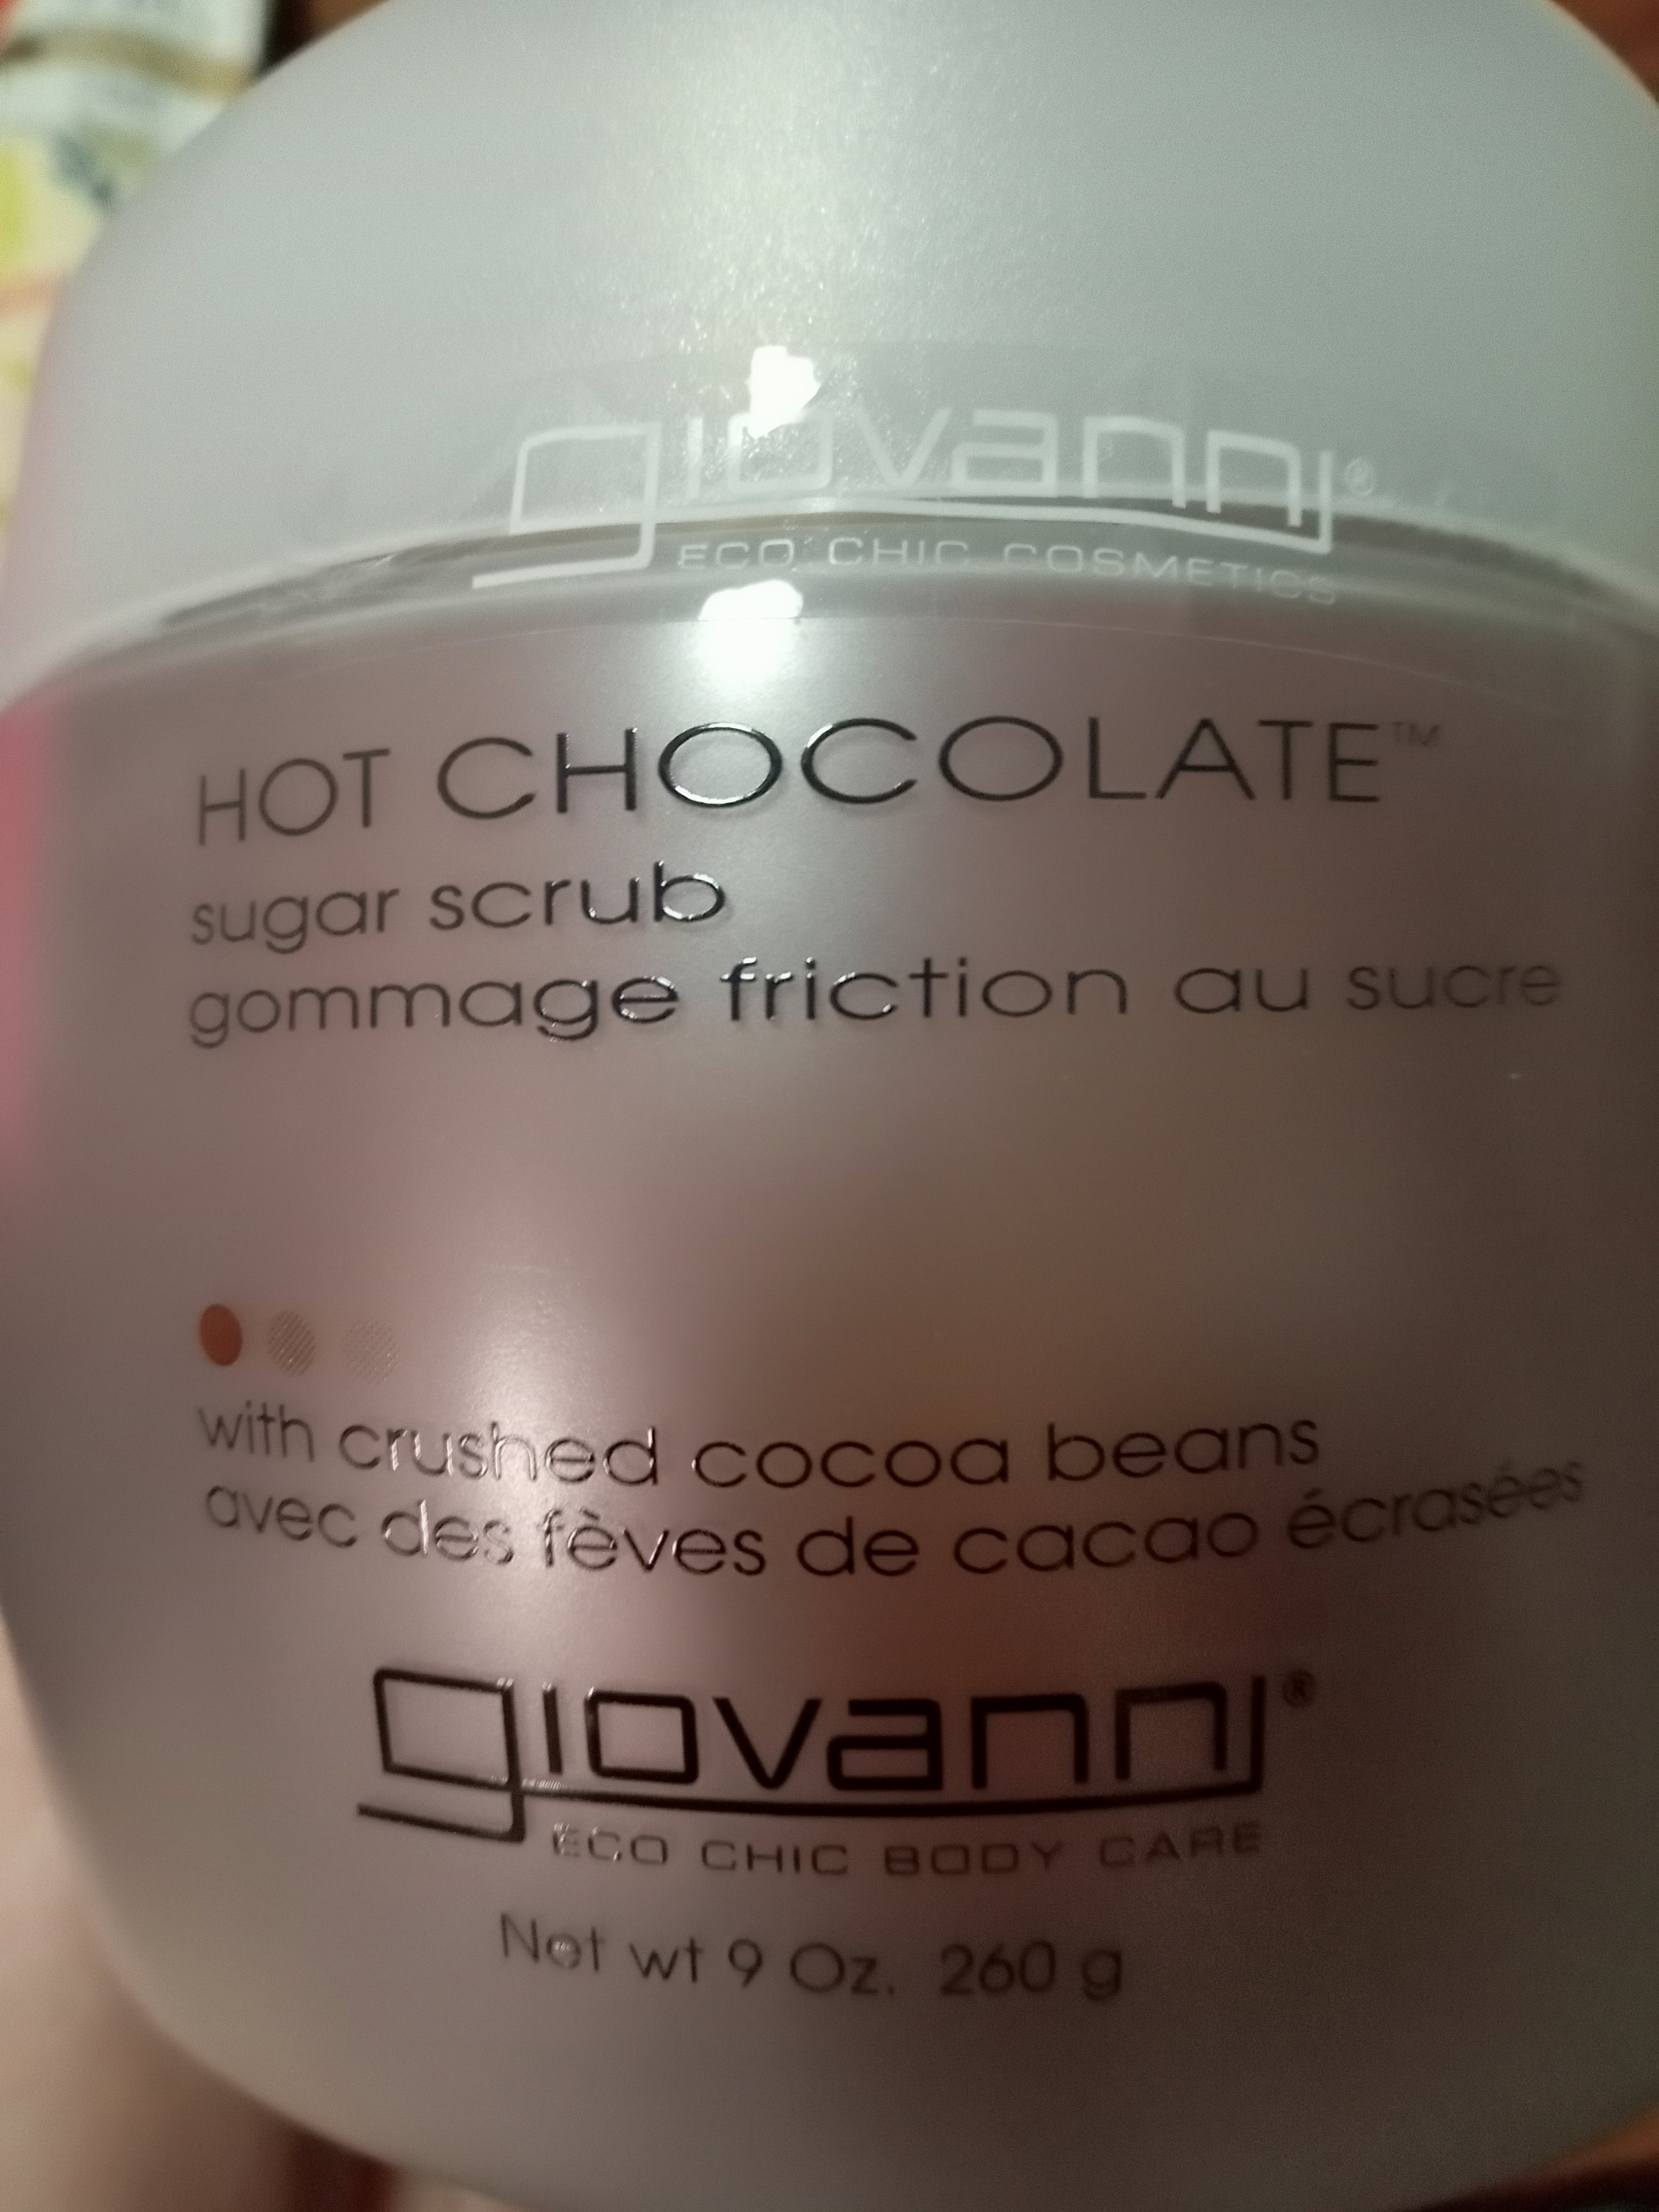 giovanni®
ECO CHIC COSMETICS
HOT CHOCOLATE™
sugar scrub
gommage friction au sucre
with crushed cocoa beans
avec des fèves de cacao écrasées
giovanni®
ECO CHIC BODY CARE
Net wt 9 Oz. 260 g